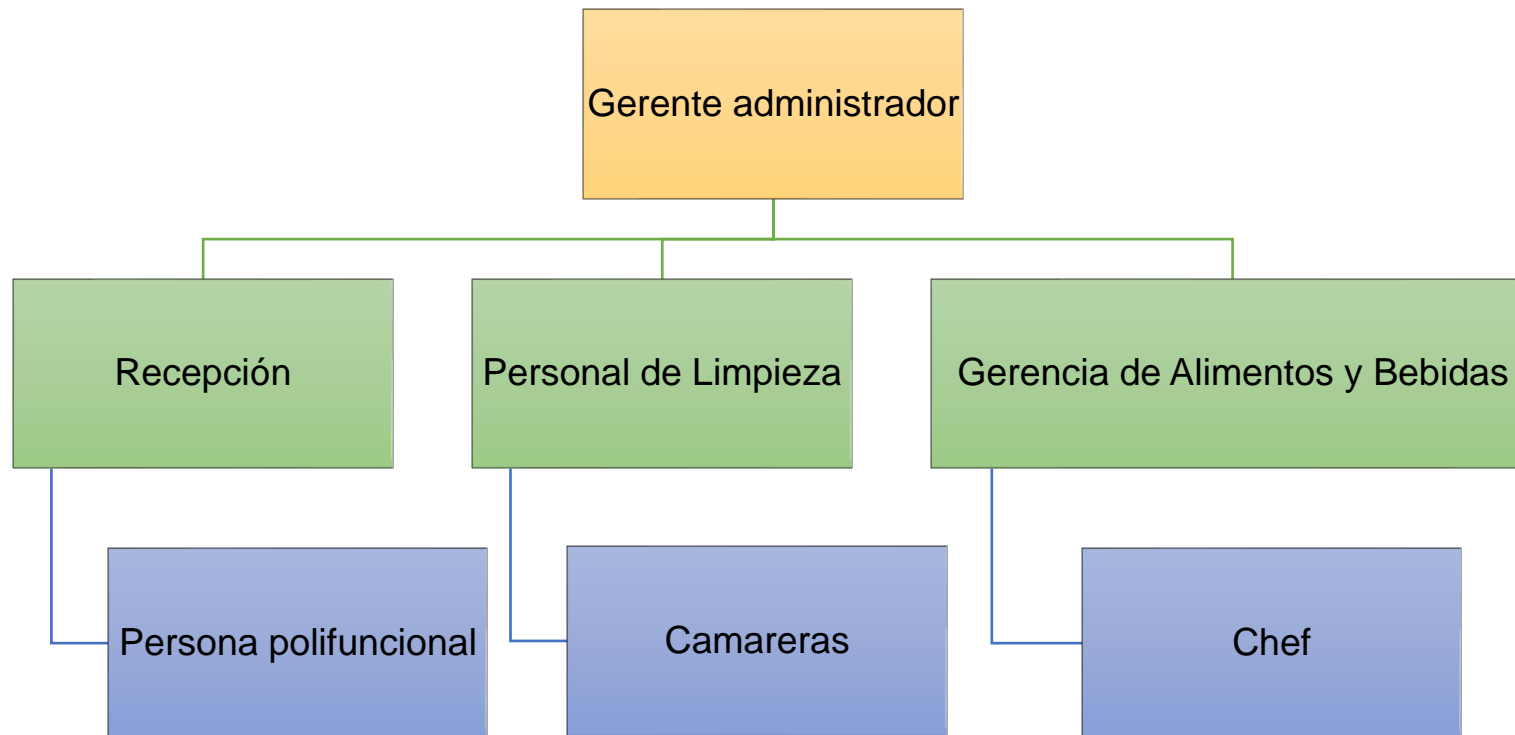 Gerente administrador
Recepción
Personal de Limpieza
Gerencia de Alimentos y Bebidas
Persona polifuncional
Camareras
Chef